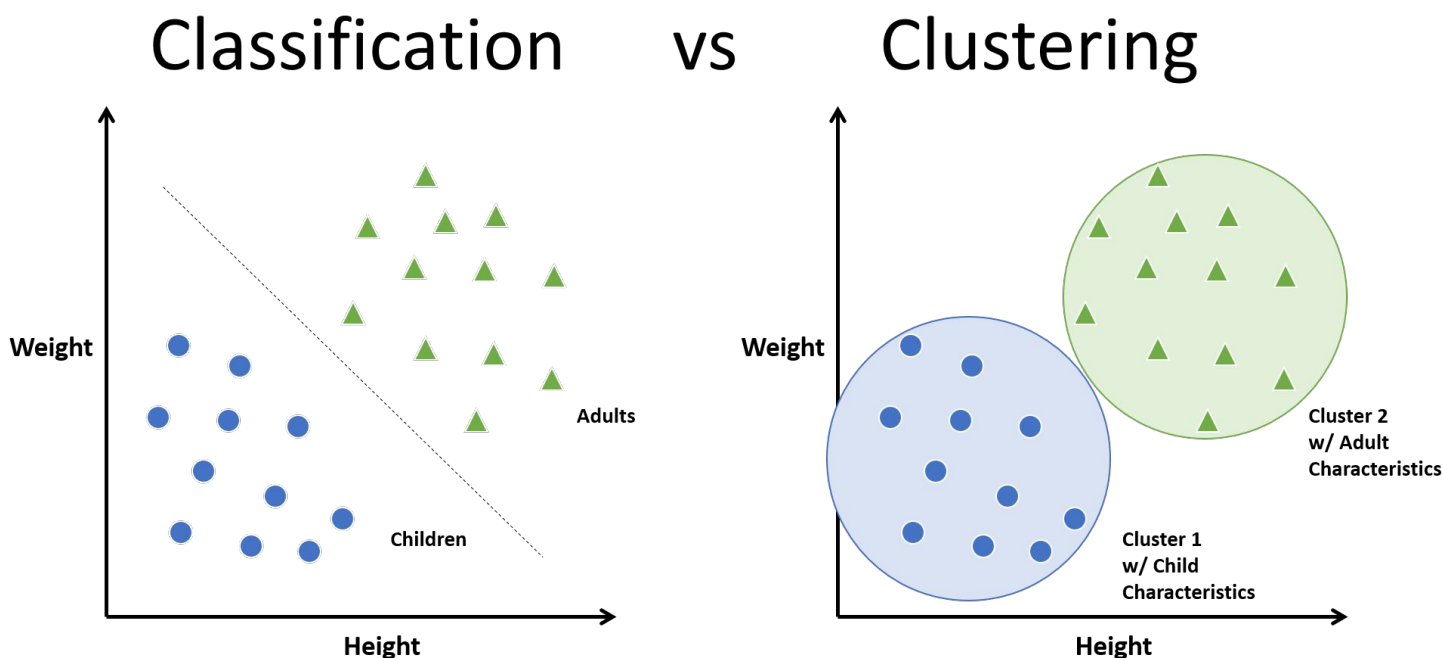 Classification vs Clustering
Weight
Adults
Children
Height
Weight
Cluster 2
w/ Adult
Characteristics
Cluster 1
w/ Child
Characteristics
Height